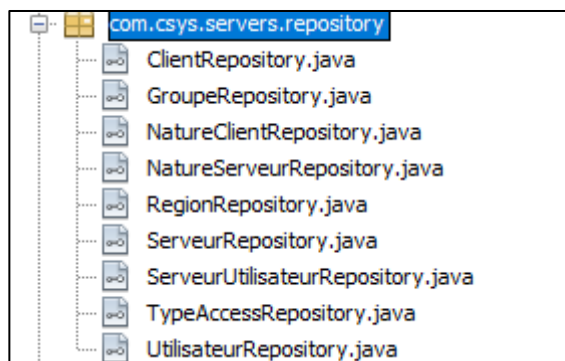 com.csys.servers.repository
ClientRepository.java
GroupeRepository.java
NatureClientRepository.java
NatureServeurRepository.java
RegionRepository.java
ServeurRepository.java
ServeurUtilisateurRepository.java
TypeAccessRepository.java
UtilisateurRepository.java